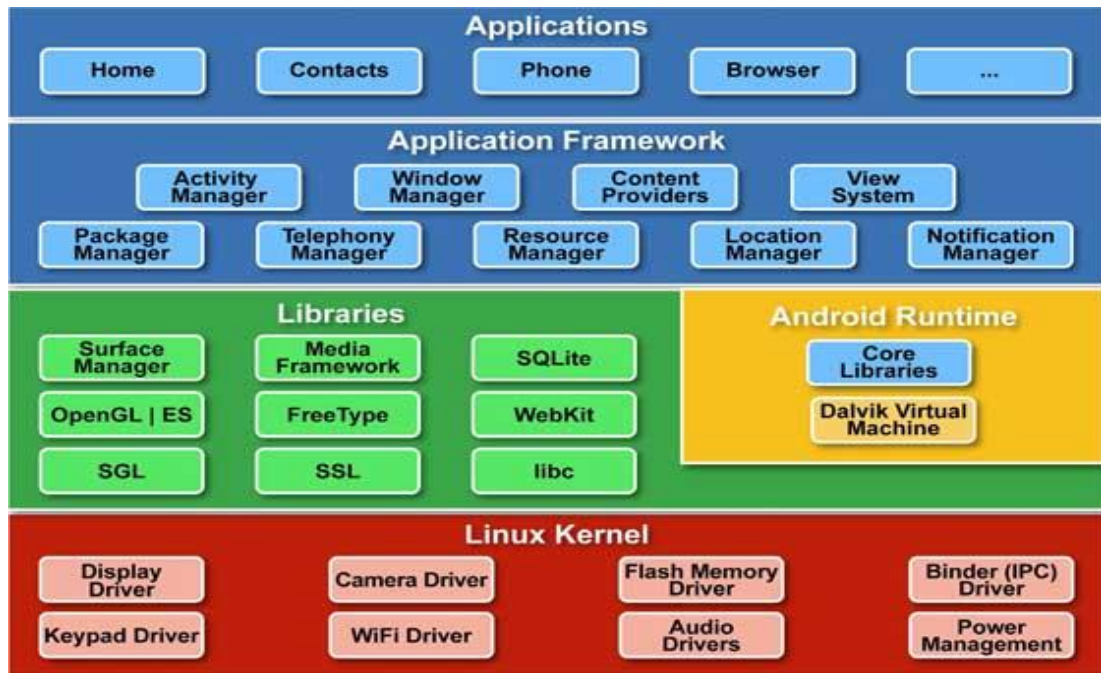 Applications
Home
Contacts
Phone
Browser
...
Application Framework
Activity
Manager
Window
Manager
Content
Providers
View
System
Package
Manager
Telephony
Manager
Resource
Manager
Location
Manager
Notification
Manager
Libraries
Surface
Manager
Media
Framework
SQLite
OpenGL | ES
FreeType
WebKit
SGL
SSL
libc
Android Runtime
Core
Libraries
Dalvik Virtual
Machine
Linux Kernel
Display
Driver
Camera Driver
Flash Memory
Driver
Binder (IPC)
Driver
Keypad Driver
WiFi Driver
Audio
Drivers
Power
Management